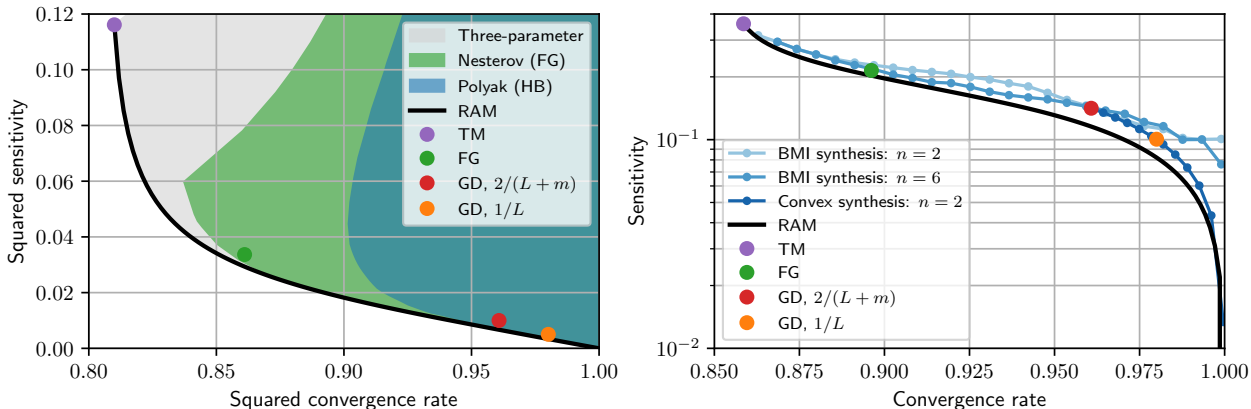 0.12
0.10
0.08
0.06
0.04
0.02
0.00
Squared sensitivity
0.80
0.85
0.90
0.95
1.00
Squared convergence rate
Three-parameter
Nesterov (FG)
Polyak (HB)
RAM
TM
FG
GD, 2/(L + m)
GD, 1/L
10⁻¹
10⁻²
Sensitivity
0.850
0.875
0.900
0.925
0.950
0.975
1.000
Convergence rate
BMI synthesis: n = 2
BMI synthesis: n = 6
Convex synthesis: n = 2
RAM
TM
FG
GD, 2/(L + m)
GD, 1/L